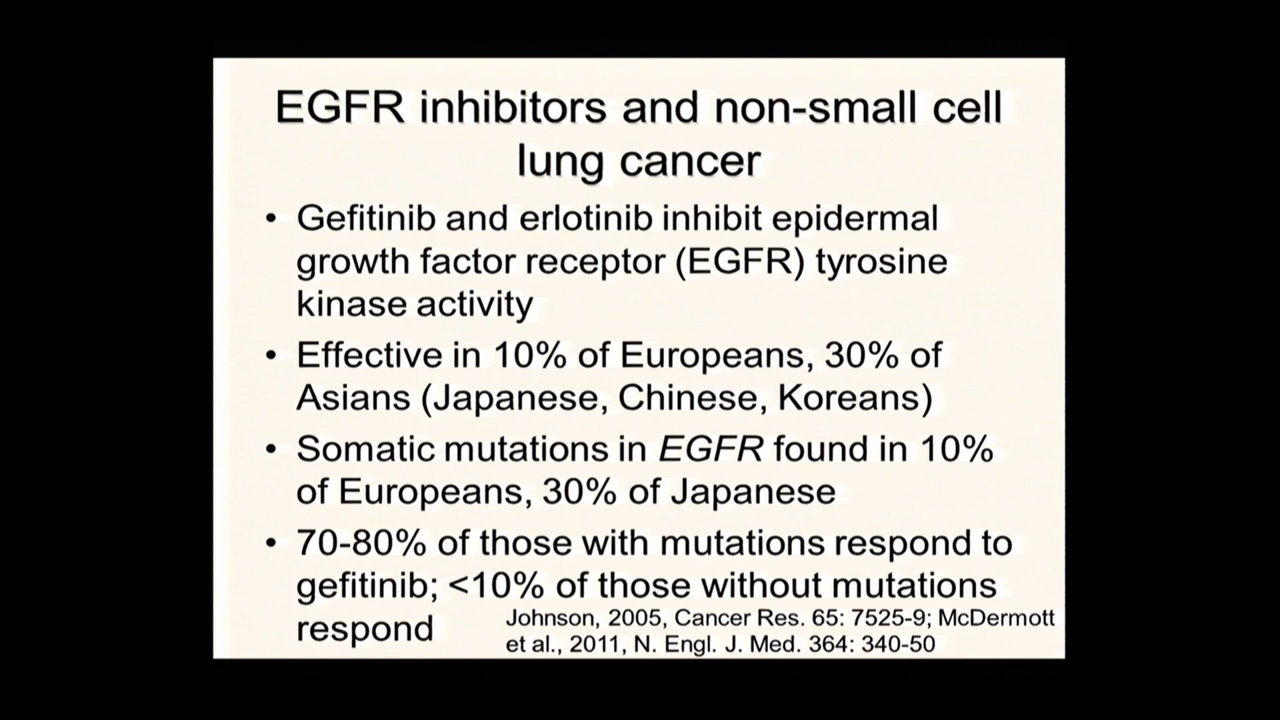 EGFR inhibitors and non-small cell
lung cancer
• Gefitinib and erlotinib inhibit epidermal
growth factor receptor (EGFR) tyrosine
kinase activity
• Effective in 10% of Europeans, 30% of
Asians (Japanese, Chinese, Koreans)
• Somatic mutations in EGFR found in 10%
of Europeans, 30% of Japanese
• 70-80% of those with mutations respond to
gefitinib; <10% of those without mutations
respond
Johnson, 2005, Cancer Res. 65: 7525-9; McDermott
et al., 2011, N. Engl. J. Med. 364: 340-50